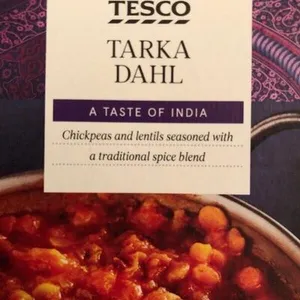 TESCO
TARKA
DAHL
A TASTE OF INDIA
Chickpeas and lentils seasoned with
a traditional spice blend